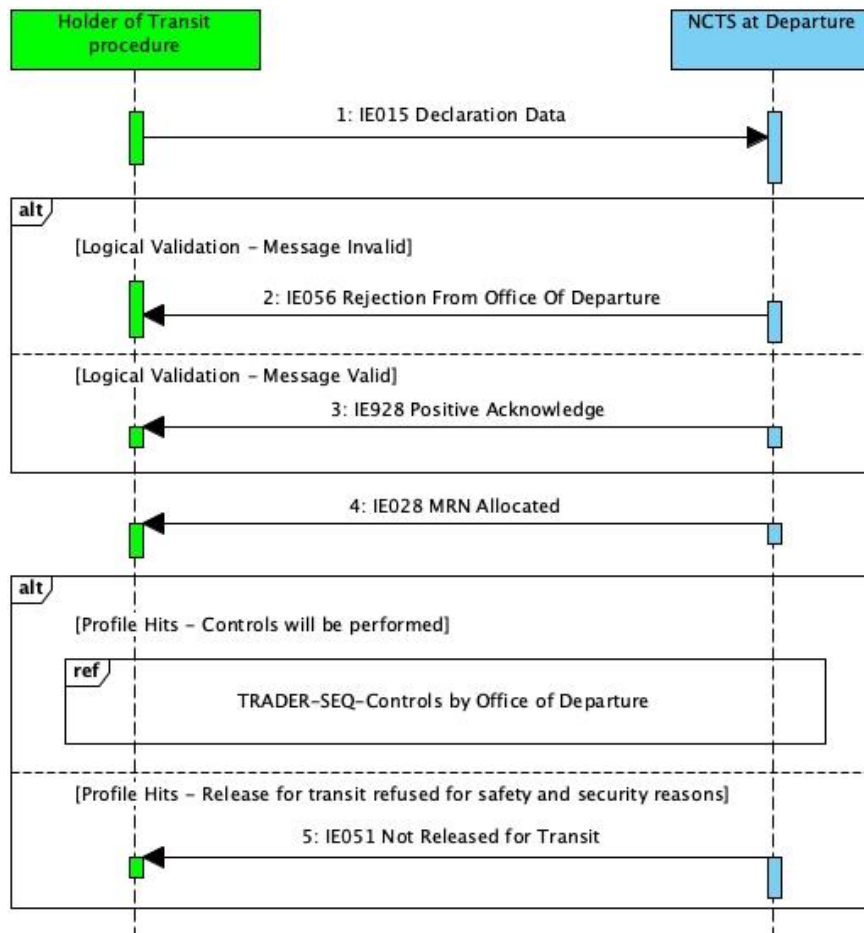 Holder of Transit
procedure
NCTS at Departure
1: IE015 Declaration Data
alt
[Logical Validation – Message Invalid]
2: IE056 Rejection From Office Of Departure
[Logical Validation – Message Valid]
3: IE928 Positive Acknowledge
4: IE028 MRN Allocated
alt
[Profile Hits – Controls will be performed]
ref
TRADER-SEQ-Controls by Office of Departure
[Profile Hits – Release for transit refused for safety and security reasons]
5: IE051 Not Released for Transit